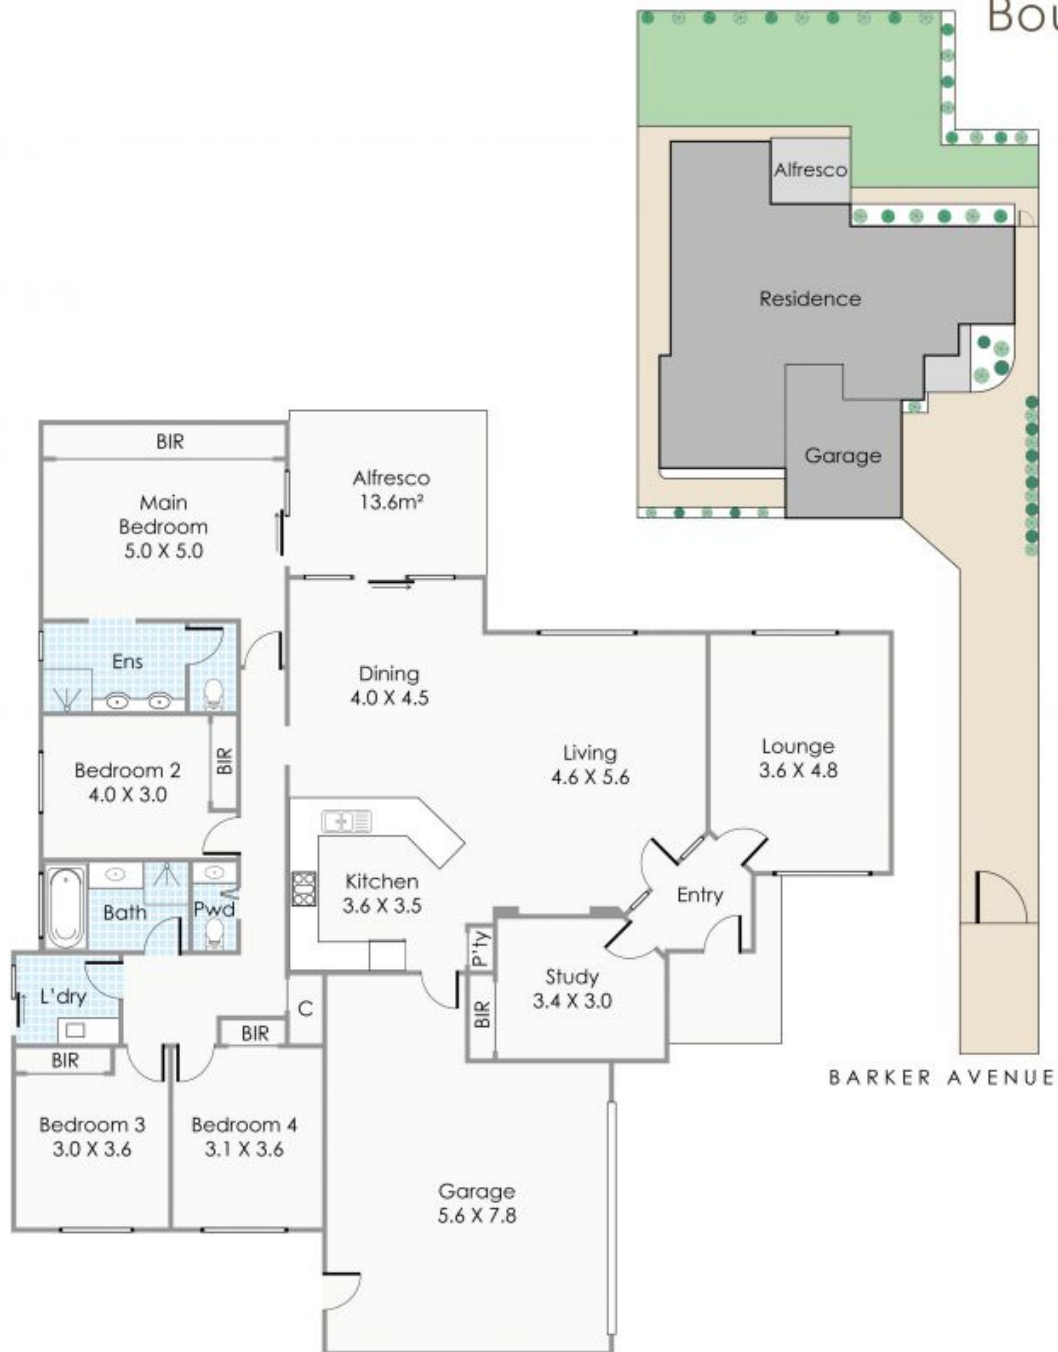 Bou
Alfresco
Residence
Garage
BIR
Main
Bedroom
5.0 X 5.0
Alfresco
13.6m²
Ens
Dining
4.0 X 4.5
Bedroom 2
4.0 X 3.0
BIR
Living
4.6 X 5.6
Lounge
3.6 X 4.8
Kitchen
3.6 X 3.5
Bath
Pwd
Entry
P'ty
L'dry
C
BIR
Study
3.4 X 3.0
BIR
BIR
Bedroom 3
3.0 X 3.6
Bedroom 4
3.1 X 3.6
Garage
5.6 X 7.8
BARKER AVENUE